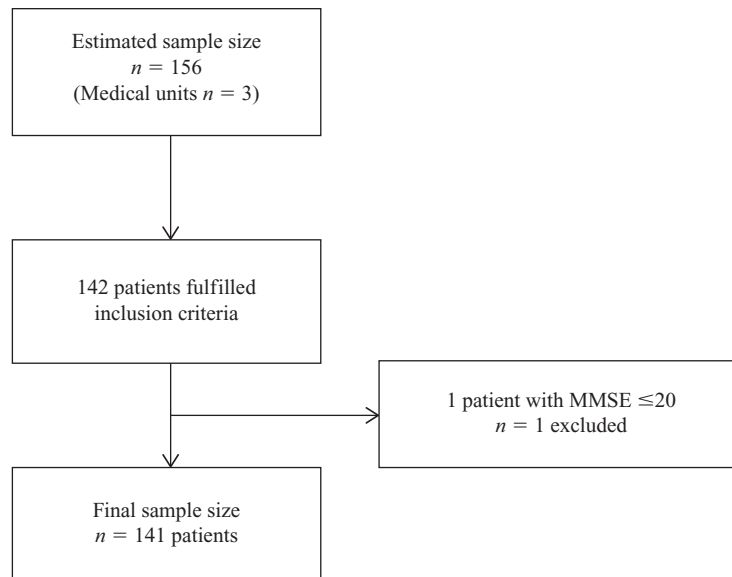 Estimated sample size
n = 156
(Medical units n = 3)
142 patients fulfilled
inclusion criteria
1 patient with MMSE ≤20
n = 1 excluded
Final sample size
n = 141 patients